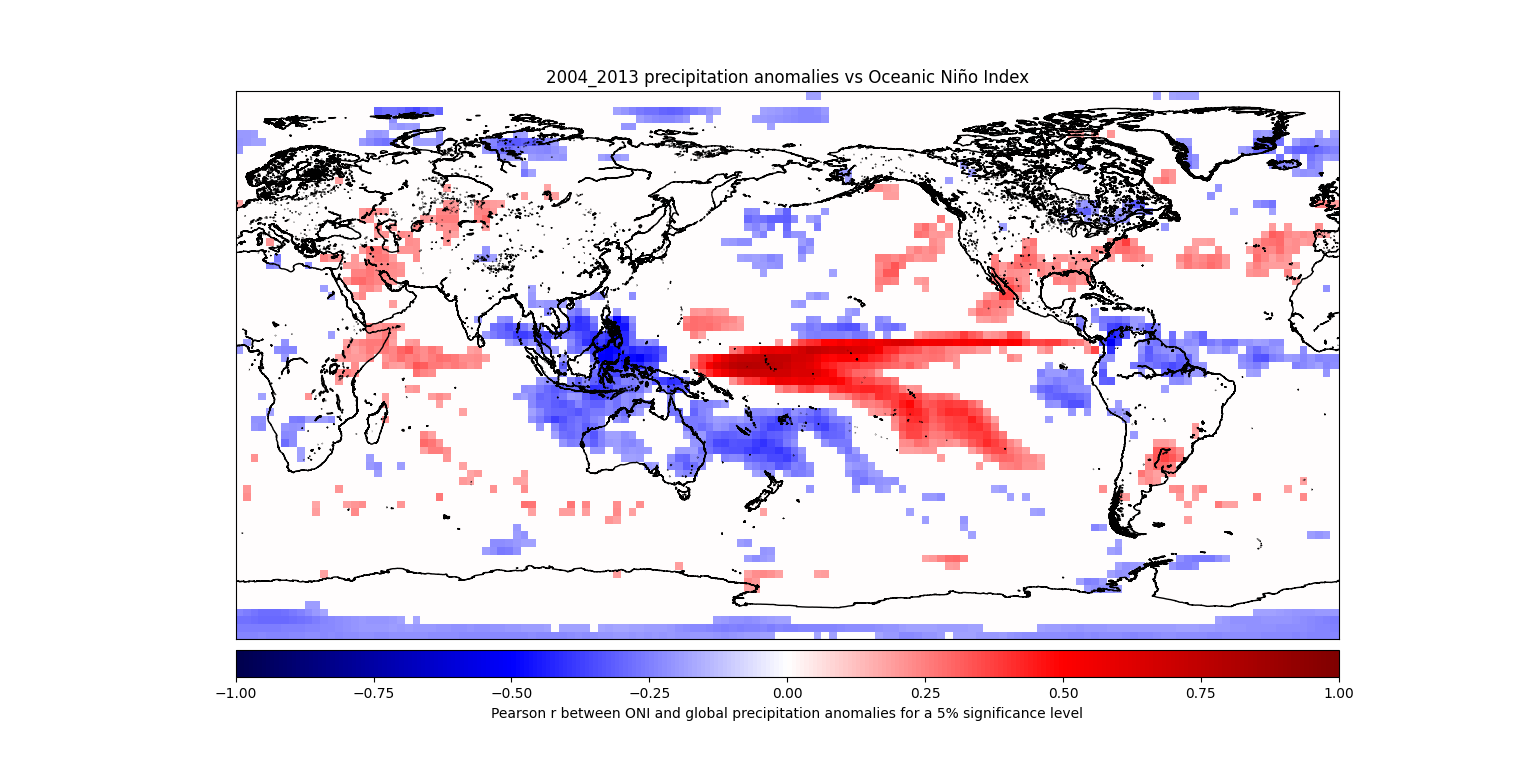 2004_2013 precipitation anomalies vs Oceanic Niño Index
−1.00 −0.75 −0.50 −0.25 0.00 0.25 0.50 0.75 1.00
Pearson r between ONI and global precipitation anomalies for a 5% significance level